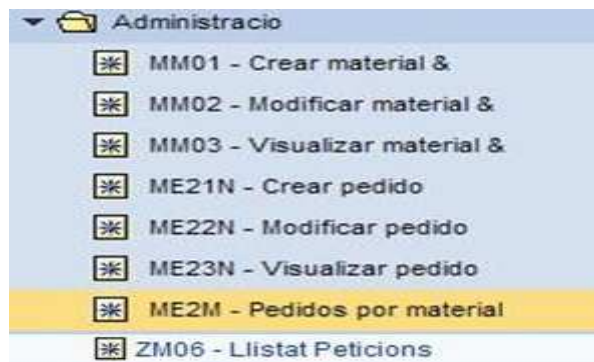 Administracio
MM01 - Crear material &
MM02 - Modificar material &
MM03 - Visualizar material &
ME21N - Crear pedido
ME22N - Modificar pedido
ME23N - Visualizar pedido
ME2M - Pedidos por material
ZM06 - Llistat Peticions